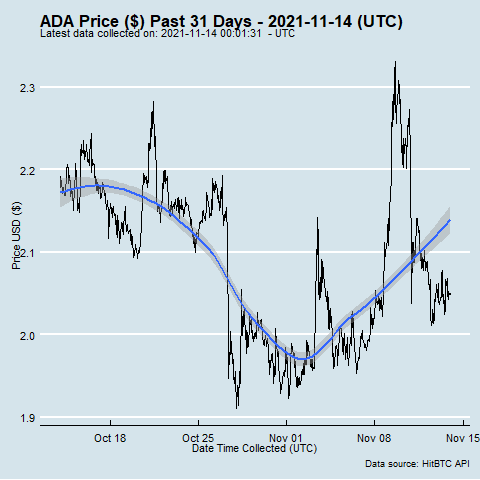 ADA Price ($) Past 31 Days - 2021-11-14 (UTC)
Latest data collected on: 2021-11-14 00:01:31 - UTC
Price USD ($)
2.3
2.2
2.1
2.0
1.9
Oct 18 Oct 25 Nov 01 Nov 08 Nov 15
Date Time Collected (UTC)
Data source: HitBTC API